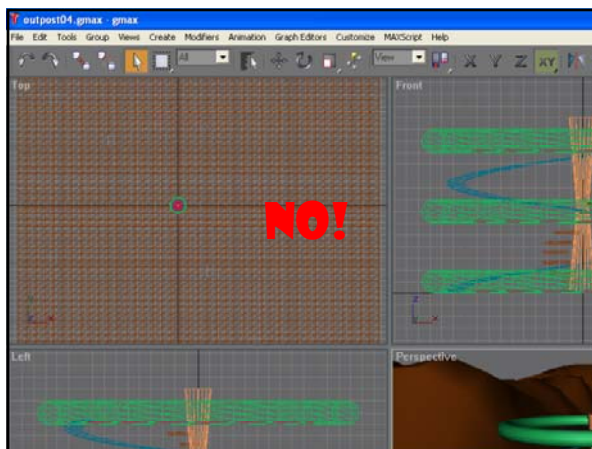 outpost04.gmax - gmax
File Edit Tools Group Views Create Modifiers Animation Graph Editors Customize MAXScript Help
All View X Y Z XY
Top Front
NO!
Left Perspective